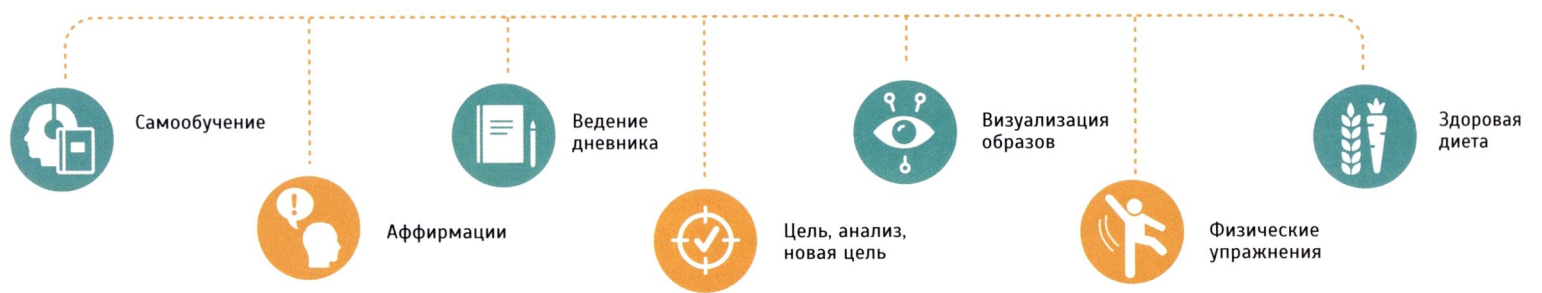 Самообучение
Аффирмации
Ведение
дневника
Цель, анализ,
новая цель
Визуализация
образов
Физические
упражнения
Здоровая
диета